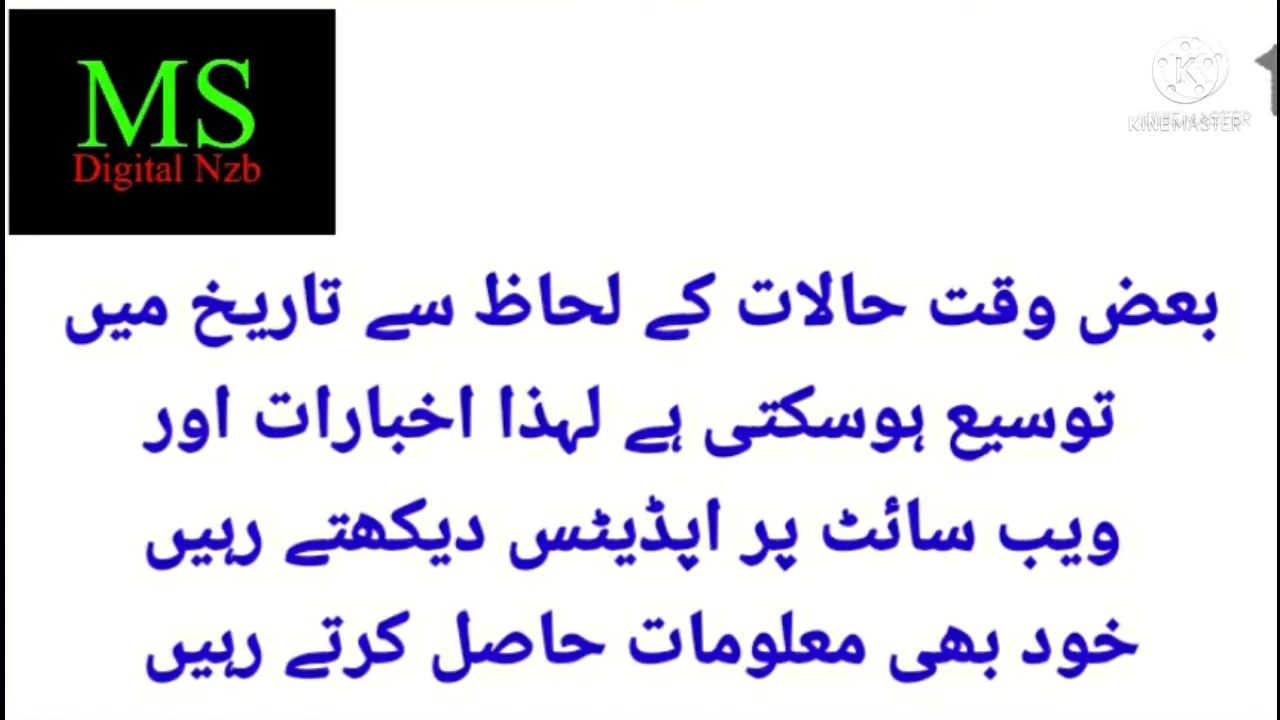 MS
Digital Nzb
KINEMASTER
بعض وقت حالات کے لحاظ سے تاریخ میں
توسیع ہوسکتی ہے لہذا اخبارات اور
ویب سائٹ پر اپڈیٹس دیکھتے رہیں
خود بھی معلومات حاصل کرتے رہیں